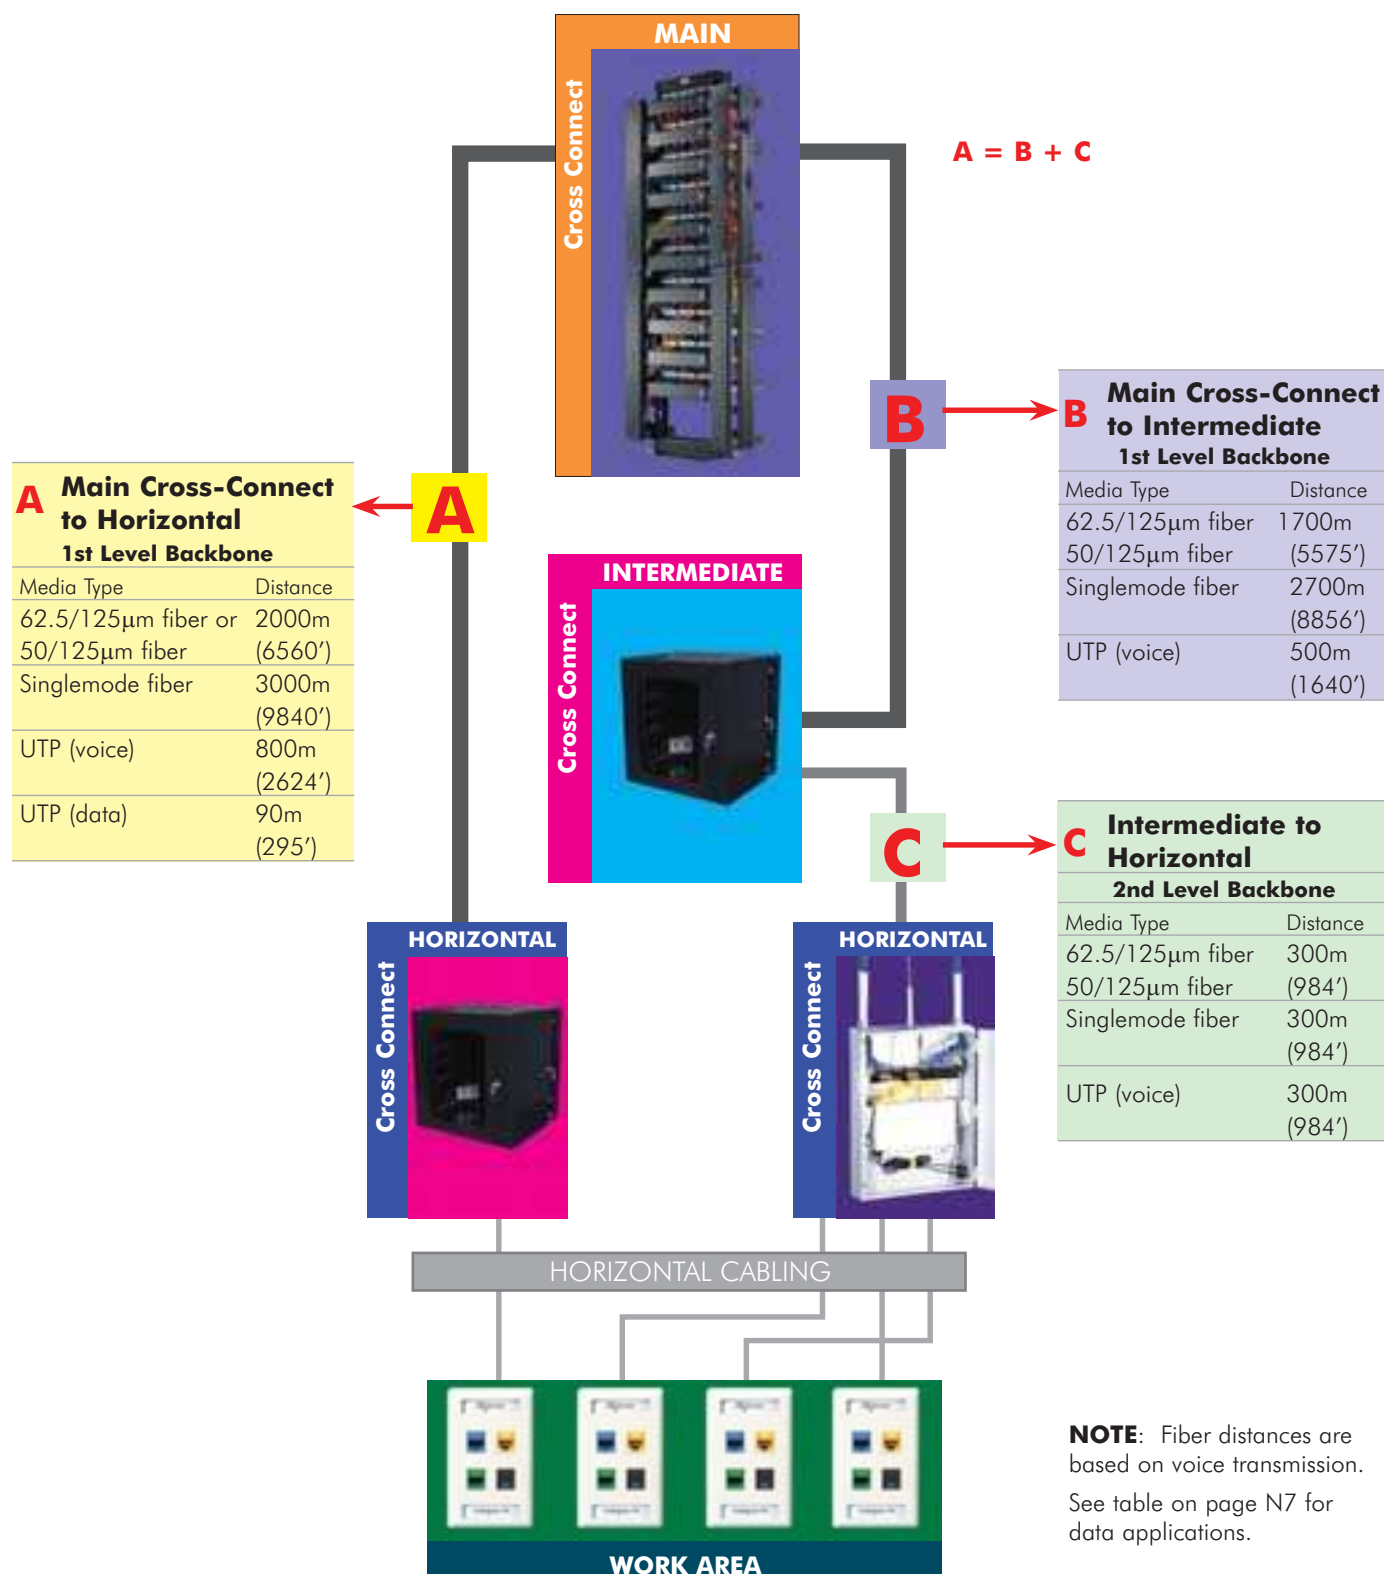 MAIN
Cross Connect
A = B + C
B
B Main Cross-Connect
to Intermediate
1st Level Backbone
Media Type Distance
62.5/125µm fiber 1700m
50/125µm fiber (5575')
Singlemode fiber 2700m
(8856')
UTP (voice) 500m
(1640')
A
A Main Cross-Connect
to Horizontal
1st Level Backbone
Media Type Distance
62.5/125µm fiber or 2000m
50/125µm fiber (6560')
Singlemode fiber 3000m
(9840')
UTP (voice) 800m
(2624')
UTP (data) 90m
(295')
INTERMEDIATE
Cross Connect
C
C Intermediate to
Horizontal
2nd Level Backbone
Media Type Distance
62.5/125µm fiber 300m
50/125µm fiber (984')
Singlemode fiber 300m
(984')
UTP (voice) 300m
(984')
HORIZONTAL
Cross Connect
HORIZONTAL
Cross Connect
HORIZONTAL CABLING
WORK AREA
NOTE: Fiber distances are
based on voice transmission.
See table on page N7 for
data applications.